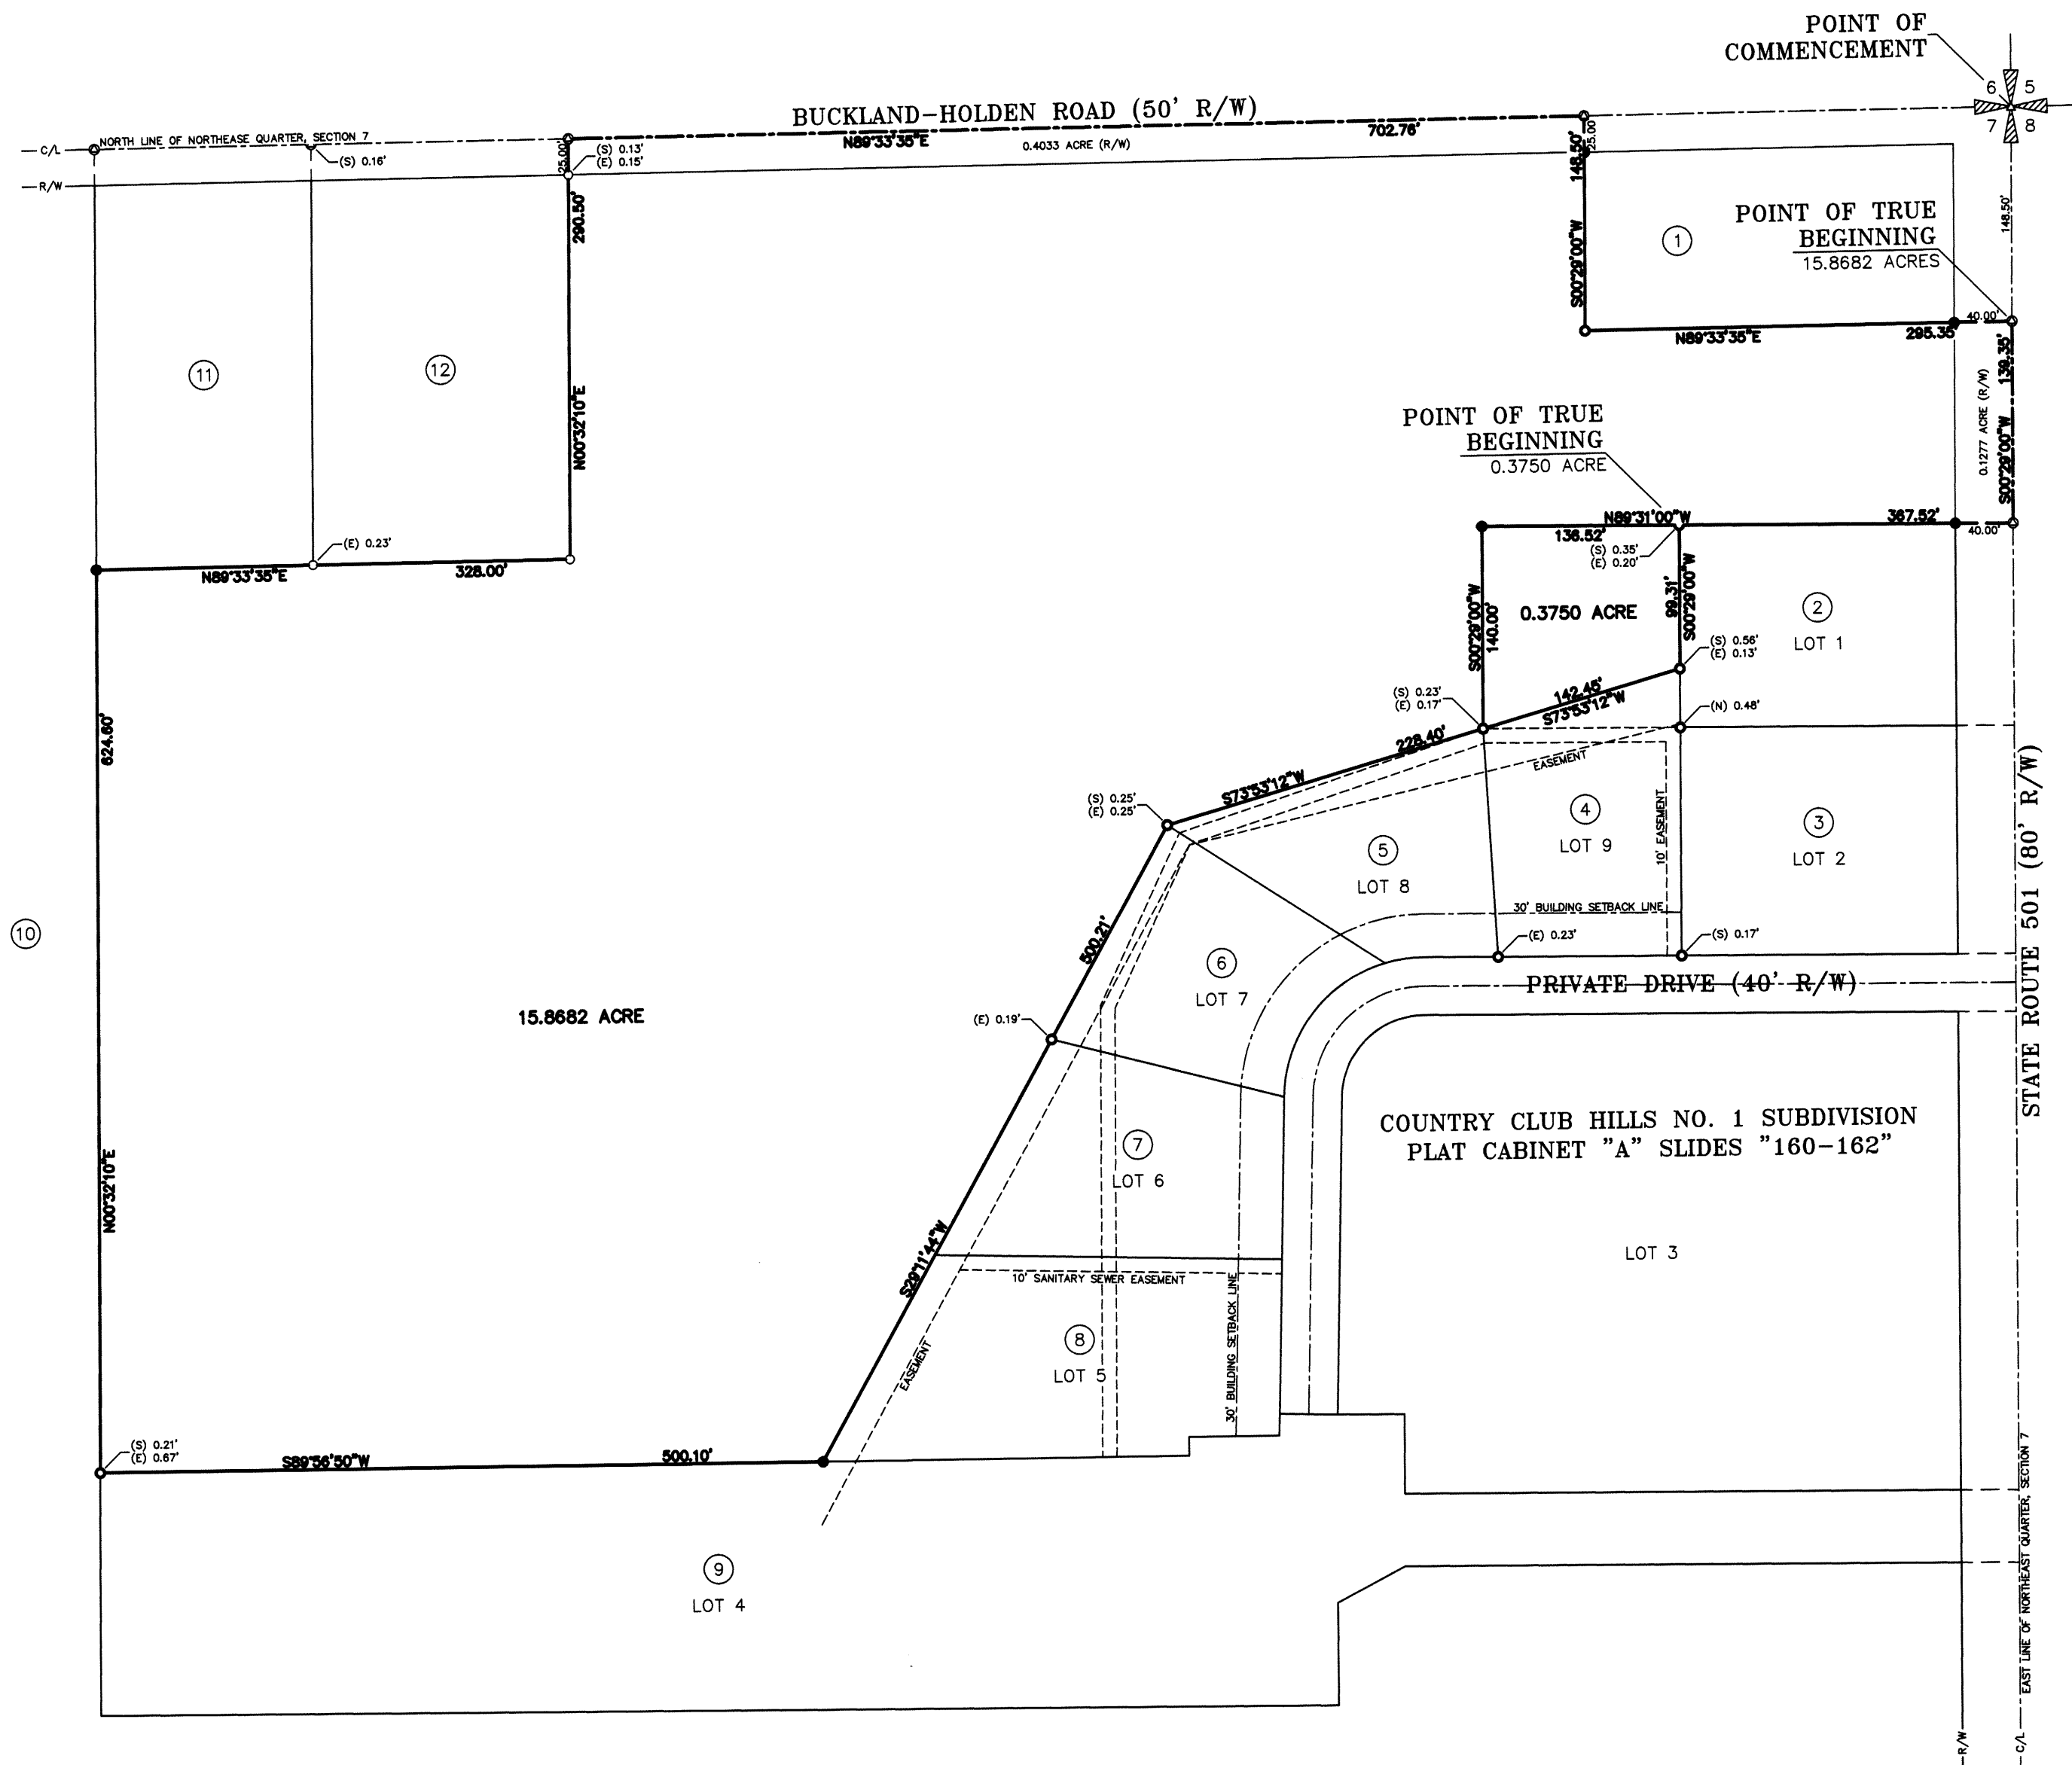 POINT OF
COMMENCEMENT
6 5
7 8
BUCKLAND-HOLDEN ROAD (50' R/W)
C/L
NORTH LINE OF NORTHEASE QUARTER, SECTION 7
R/W
(S) 0.16'
25.00'
(S) 0.13'
(E) 0.15'
N89°33'35"E
702.76'
0.4033 ACRE (R/W)
25.00'
148.50'
S00°29'00"W
148.50'
POINT OF TRUE
BEGINNING
15.8682 ACRES
1
40.00'
N89°33'35"E
295.35'
290.50'
N00°32'10"E
11
12
(E) 0.23'
N89°33'35"E
328.00'
139.35'
S00°29'00"W
0.1277 ACRE (R/W)
POINT OF TRUE
BEGINNING
0.3750 ACRE
N89°31'00"W
367.52'
40.00'
136.52'
(S) 0.35'
(E) 0.20'
S00°29'00"W
140.00'
0.3750 ACRE
99.31'
S00°29'00"W
2
LOT 1
(S) 0.56'
(E) 0.13'
142.45'
S73°53'12"W
(S) 0.23'
(E) 0.17'
(N) 0.48'
624.60'
N00°32'10"E
228.40'
S73°53'12"W
EASEMENT
(S) 0.25'
(E) 0.25'
10' EASEMENT
4
LOT 9
3
LOT 2
5
LOT 8
30' BUILDING SETBACK LINE
(E) 0.23'
(S) 0.17'
10
500.21'
6
LOT 7
PRIVATE DRIVE (40' R/W)
STATE ROUTE 501 (80' R/W)
15.8682 ACRE
(E) 0.19'
COUNTRY CLUB HILLS NO. 1 SUBDIVISION
PLAT CABINET "A" SLIDES "160-162"
7
LOT 6
S29°11'44"W
LOT 3
10' SANITARY SEWER EASEMENT
30' BUILDING SETBACK LINE
8
LOT 5
EASEMENT
(S) 0.21'
(E) 0.67'
S89°56'50"W
500.10'
EAST LINE OF NORTHEAST QUARTER, SECTION 7
9
LOT 4
R/W
C/L